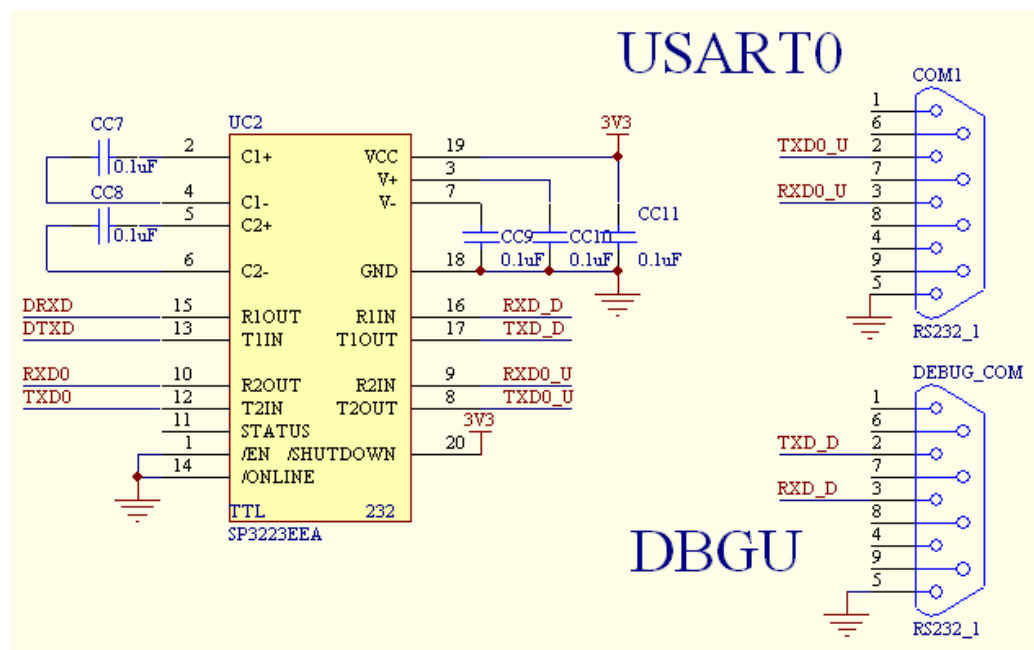 USART0
COM1
1
6
TXD0_U 2
7
RXD0_U 3
8
4
9
5
RS232_1
CC7
0.1uF
CC8
0.1uF
UC2
2 C1+ VCC 19 3V3
V+ 3
4 C1- V- 7
5 C2+
CC9 0.1uF
CC10 0.1uF
CC11 0.1uF
6 C2- GND 18
DRXD 15 R1OUT R1IN 16 RXD_D
DTXD 13 T1IN T1OUT 17 TXD_D
RXD0 10 R2OUT R2IN 9 RXD0_U
TXD0 12 T2IN T2OUT 8 TXD0_U
11 STATUS
1 /EN /SHUTDOWN 20 3V3
14 /ONLINE
TTL 232
SP3223EEA
DEBUG_COM
1
6
TXD_D 2
7
RXD_D 3
8
4
9
5
RS232_1
DBGU